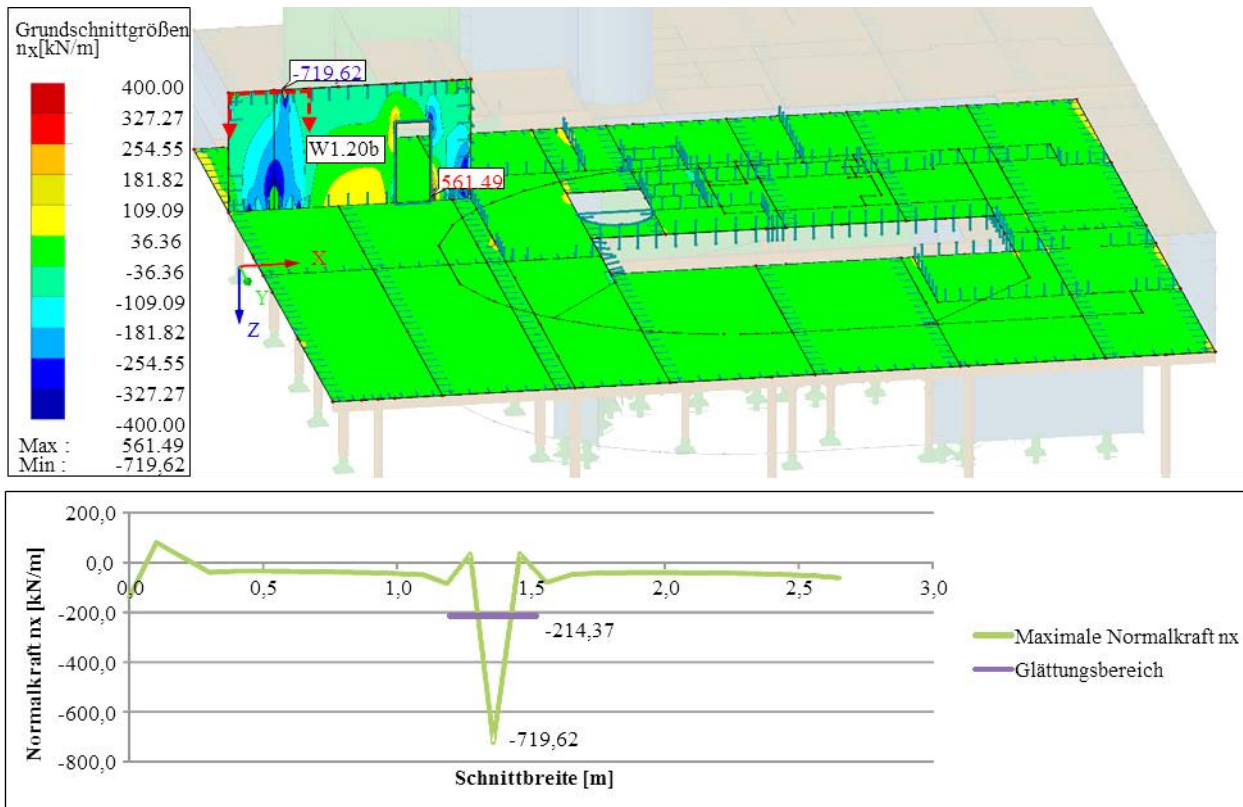 Grundschnittgrößen
nx[kN/m]
400.00
327.27
254.55
181.82
109.09
36.36
-36.36
-109.09
-181.82
-254.55
-327.27
-400.00
Max : 561.49
Min : -719,62
-719,62
W1.20b
561.49
X
Y
Z
200,0
0,0
-200,0
-400,0
-600,0
-800,0
Normalkraft nx [kN/m]
0,0
0,5
1,0
1,5
2,0
2,5
3,0
-214,37
-719,62
Schnittbreite [m]
Maximale Normalkraft nx
Glättungsbereich